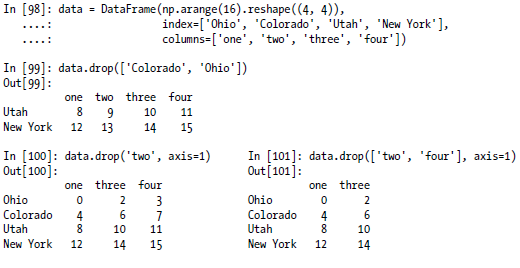 In [98]: data = DataFrame(np.arange(16).reshape((4, 4)),
   ....:                  index=['Ohio', 'Colorado', 'Utah', 'New York'],
   ....:                  columns=['one', 'two', 'three', 'four'])
In [99]: data.drop(['Colorado', 'Ohio'])
Out[99]:
          one  two  three  four
Utah        8    9     10    11
New York   12   13     14    15
In [100]: data.drop('two', axis=1)
Out[100]:
          one  three  four
Ohio        0      2     3
Colorado    4      6     7
Utah        8     10    11
New York   12     14    15
In [101]: data.drop(['two', 'four'], axis=1)
Out[101]:
          one  three
Ohio        0      2
Colorado    4      6
Utah        8     10
New York   12     14